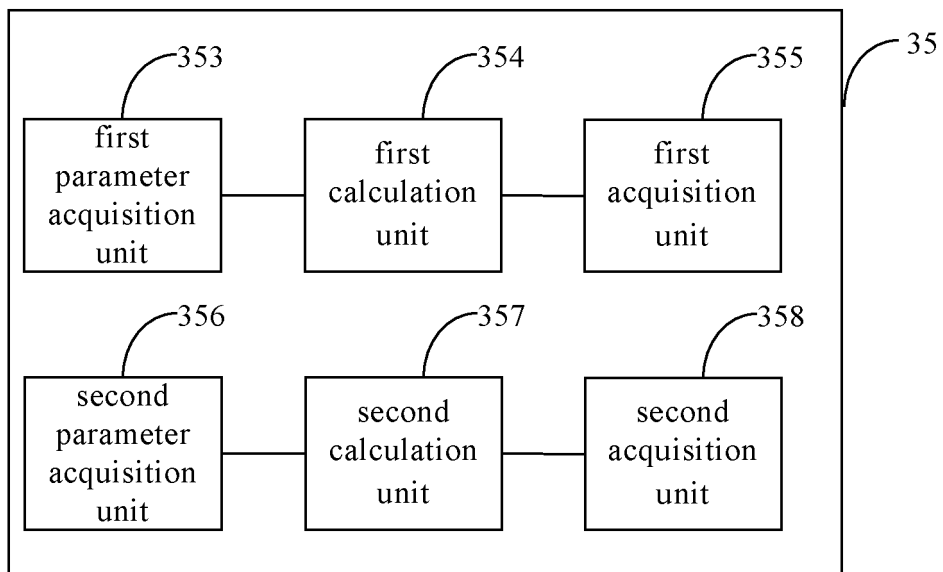 353
354
355
35
first
parameter
acquisition
unit
first
calculation
unit
first
acquisition
unit
356
357
358
second
parameter
acquisition
unit
second
calculation
unit
second
acquisition
unit